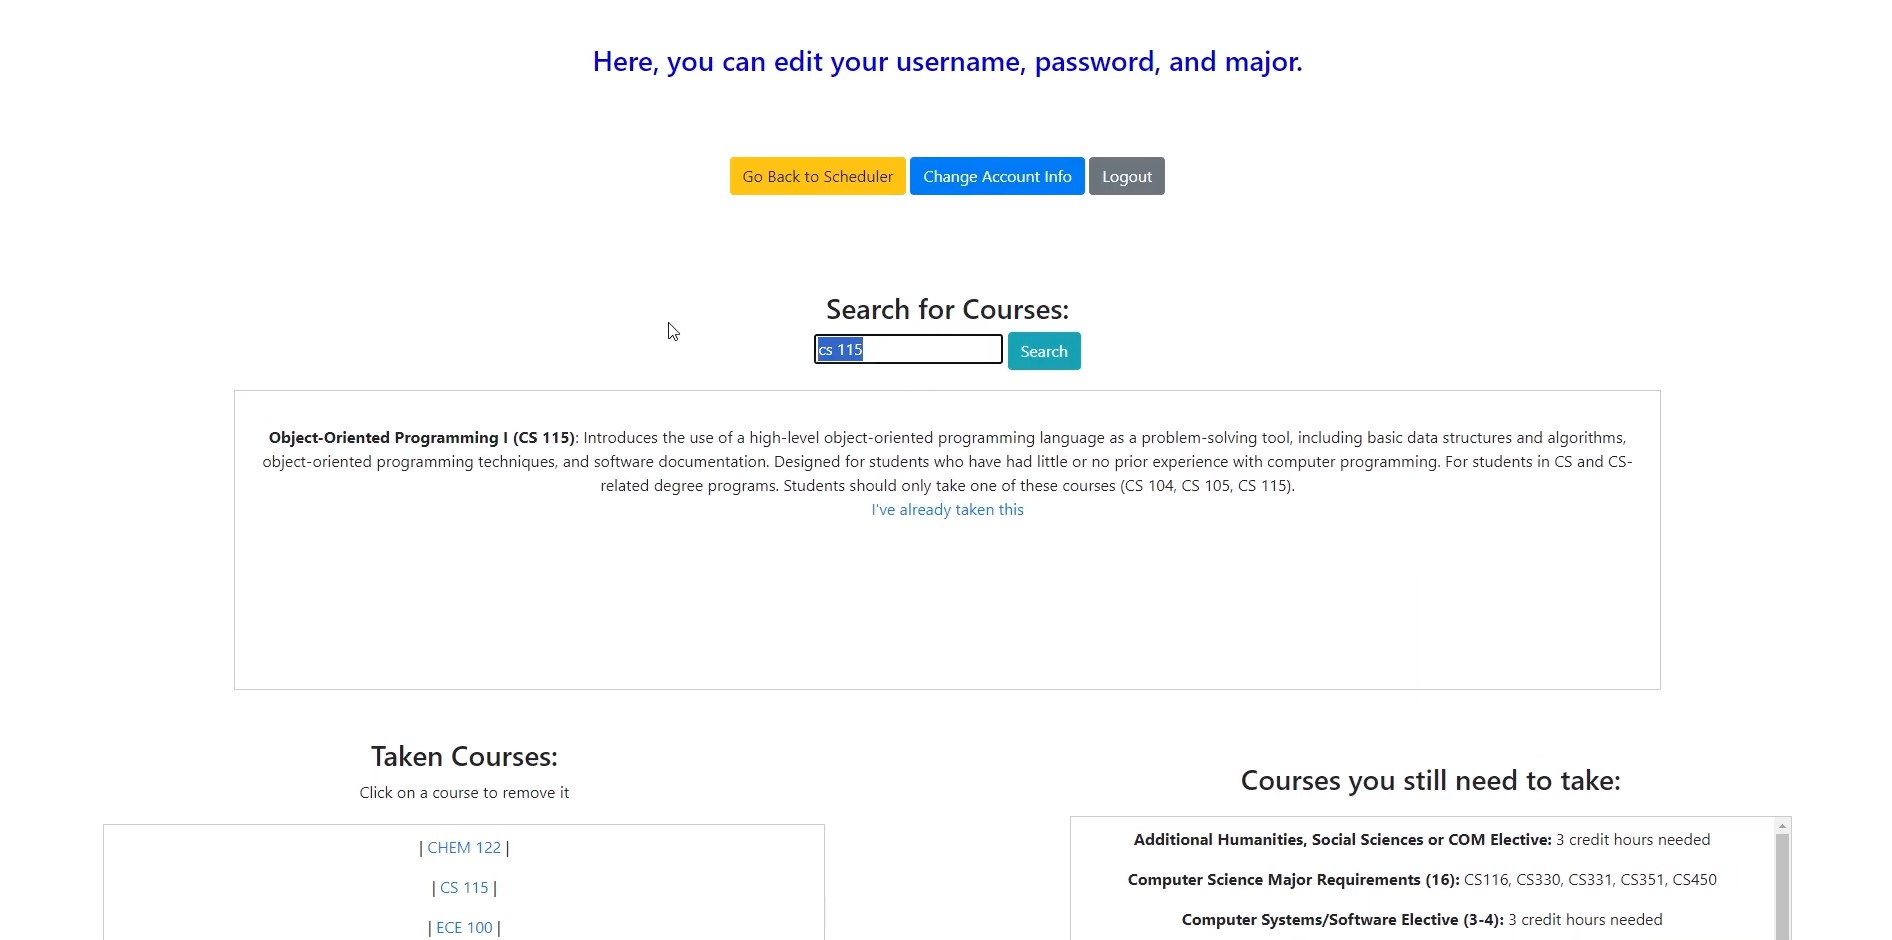 Here, you can edit your username, password, and major.
Go Back to Scheduler
Change Account Info
Logout
Search for Courses:
cs 115
Search
Object-Oriented Programming I (CS 115): Introduces the use of a high-level object-oriented programming language as a problem-solving tool, including basic data structures and algorithms,
object-oriented programming techniques, and software documentation. Designed for students who have had little or no prior experience with computer programming. For students in CS and CS-
related degree programs. Students should only take one of these courses (CS 104, CS 105, CS 115).
I've already taken this
Taken Courses:
Click on a course to remove it
| CHEM 122 |
| CS 115 |
| ECE 100 |
Courses you still need to take:
Additional Humanities, Social Sciences or COM Elective: 3 credit hours needed
Computer Science Major Requirements (16): CS116, CS330, CS331, CS351, CS450
Computer Systems/Software Elective (3-4): 3 credit hours needed